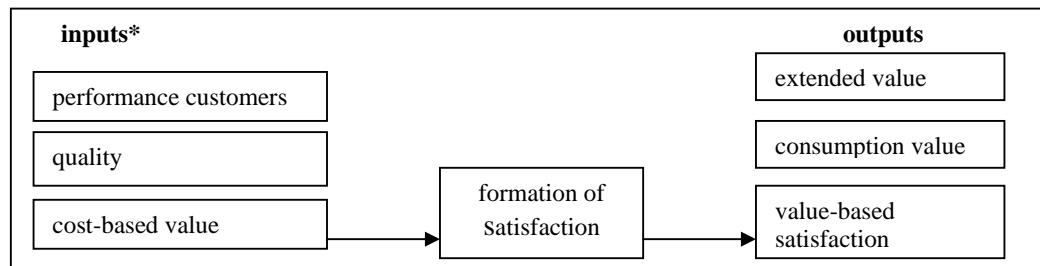 inputs*
performance customers
quality
cost-based value
formation of
satisfaction
outputs
extended value
consumption value
value-based
satisfaction